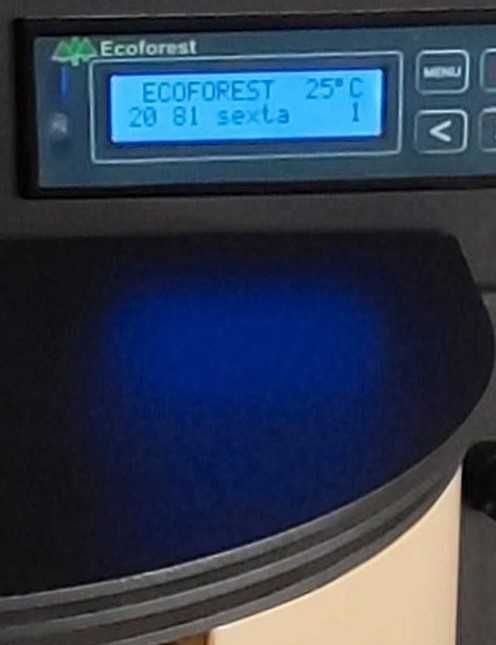 Ecoforest
ECOFOREST 25°C
20 81 sexta 1
MENU
<